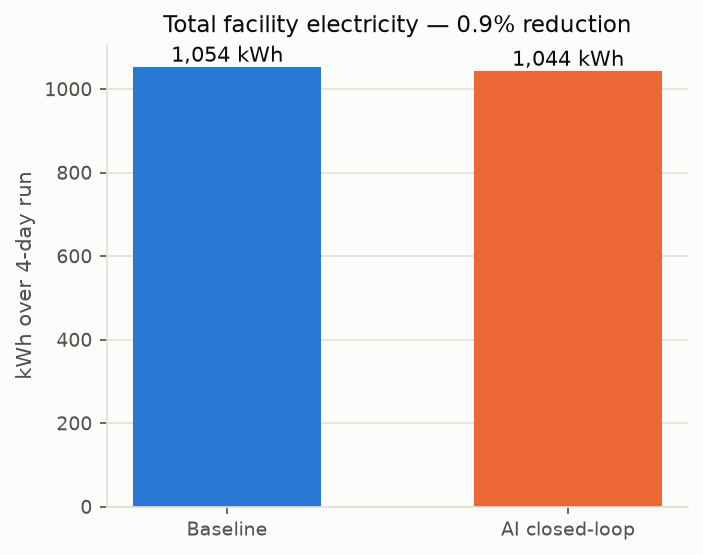 Total facility electricity — 0.9% reduction
1,054 kWh
1,044 kWh
1000
800
600
400
200
0
kWh over 4-day run
Baseline
AI closed-loop